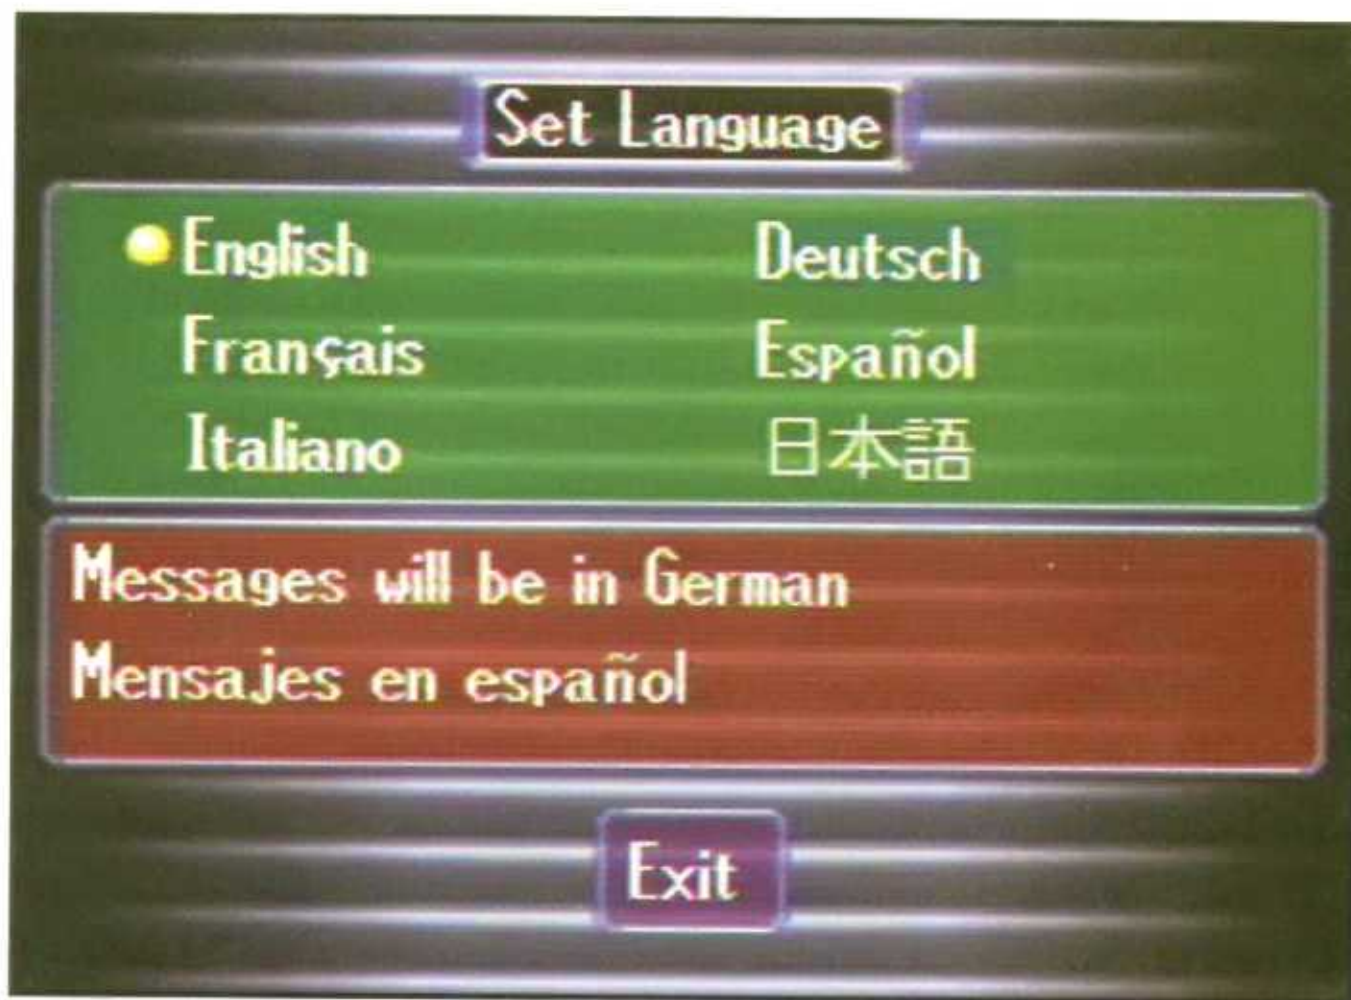 Set Language
English Deutsch
Français Español
Italiano 日本語
Messages will be in German
Mensajes en español
Exit